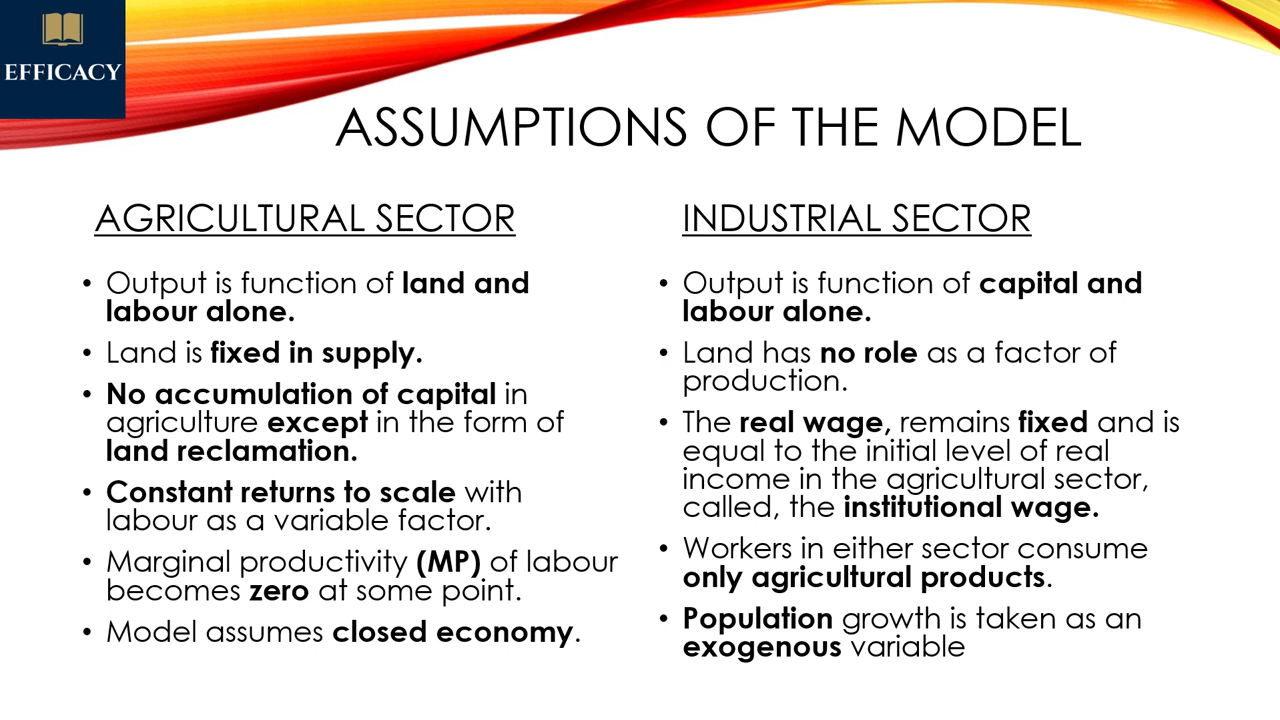 EFFICACY
ASSUMPTIONS OF THE MODEL
AGRICULTURAL SECTOR
• Output is function of land and
labour alone.
• Land is fixed in supply.
• No accumulation of capital in
agriculture except in the form of
land reclamation.
• Constant returns to scale with
labour as a variable factor.
• Marginal productivity (MP) of labour
becomes zero at some point.
• Model assumes closed economy.
INDUSTRIAL SECTOR
• Output is function of capital and
labour alone.
• Land has no role as a factor of
production.
• The real wage, remains fixed and is
equal to the initial level of real
income in the agricultural sector,
called, the institutional wage.
• Workers in either sector consume
only agricultural products.
• Population growth is taken as an
exogenous variable